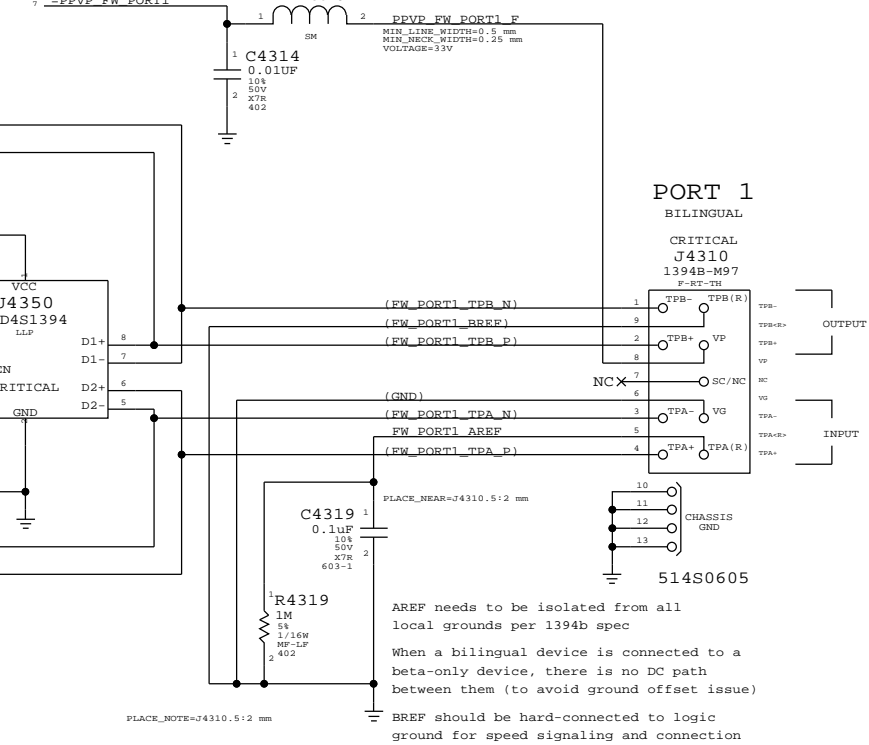 7 =PPVP_FW_PORT1
1 2 PPVP_FW_PORT1_F
SM
MIN_LINE_WIDTH=0.5 mm
MIN_NECK_WIDTH=0.25 mm
VOLTAGE=33V
1 C4314
0.01UF
10%
50V
2 X7R
402
PORT 1
BILINGUAL
CRITICAL
J4310
1394B-M97
F-RT-TH
1
VCC
J4350
D4S1394
LLP
D1+ 8
D1- 7
EN
RITICAL
D2+ 6
D2- 5
GND
2
(FW_PORT1_TPB_N) 1 TPB- TPB(R) TPB-
(FW_PORT1_BREF) 9 TPB<R>
(FW_PORT1_TPB_P) 2 TPB+ VP TPB+
8 VP
NC 7 SC/NC NC
(GND) 6 VG
(FW_PORT1_TPA_N) 3 TPA- VG TPA-
FW_PORT1_AREF 5 TPA<R>
(FW_PORT1_TPA_P) 4 TPA+ TPA(R) TPA+
OUTPUT
INPUT
PLACE_NEAR=J4310.5:2 mm
C4319 1
0.1uF
10%
50V
X7R 2
603-1
10
11
12
13
CHASSIS
GND
514S0605
1 R4319
1M
5%
1/16W
MF-LF
2 402
AREF needs to be isolated from all
local grounds per 1394b spec
When a bilingual device is connected to a
beta-only device, there is no DC path
between them (to avoid ground offset issue)
PLACE_NOTE=J4310.5:2 mm
BREF should be hard-connected to logic
ground for speed signaling and connection